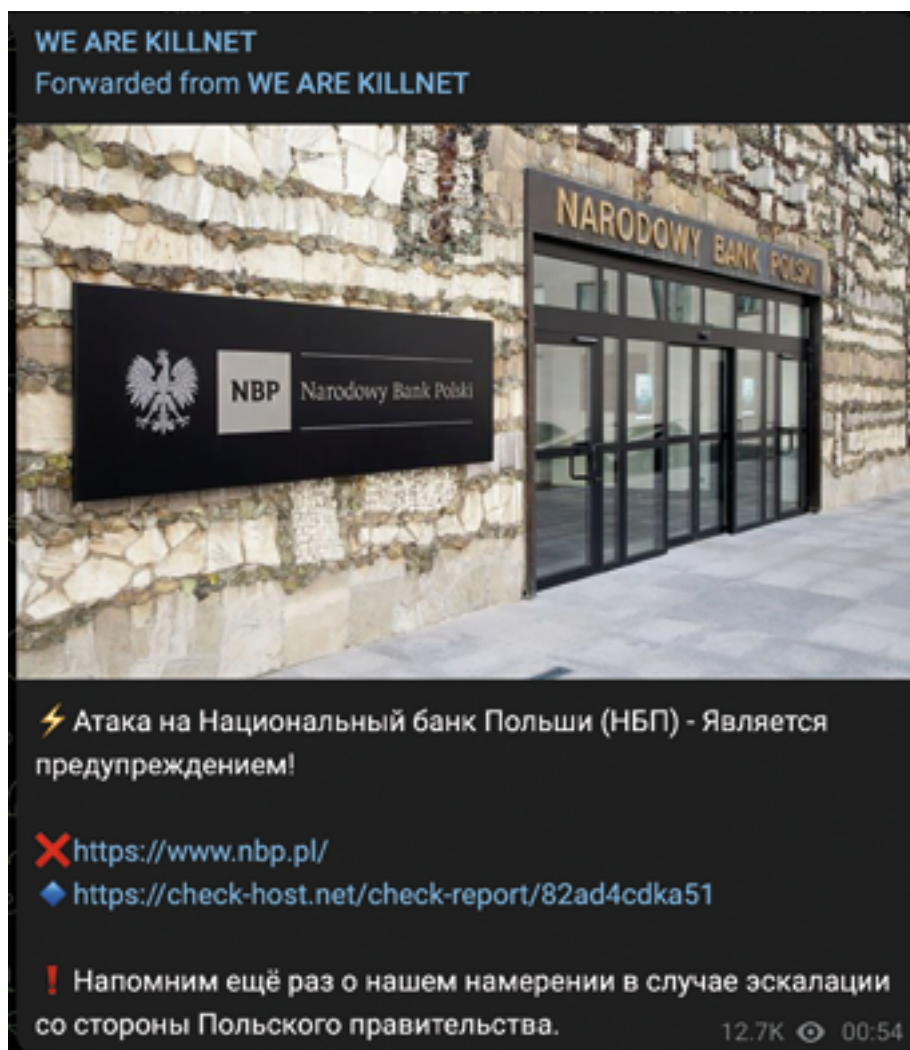 WE ARE KILLNET
Forwarded from WE ARE KILLNET
NARODOWY BANK POLSKI
NBP Narodowy Bank Polski
⚡ Атака на Национальный банк Польши (НБП) - Является
предупреждением!
❌https://www.nbp.pl/
🔹https://check-host.net/check-report/82ad4cdka51
❗ Напомним ещё раз о нашем намерении в случае эскалации
со стороны Польского правительства.
12.7K 00:54